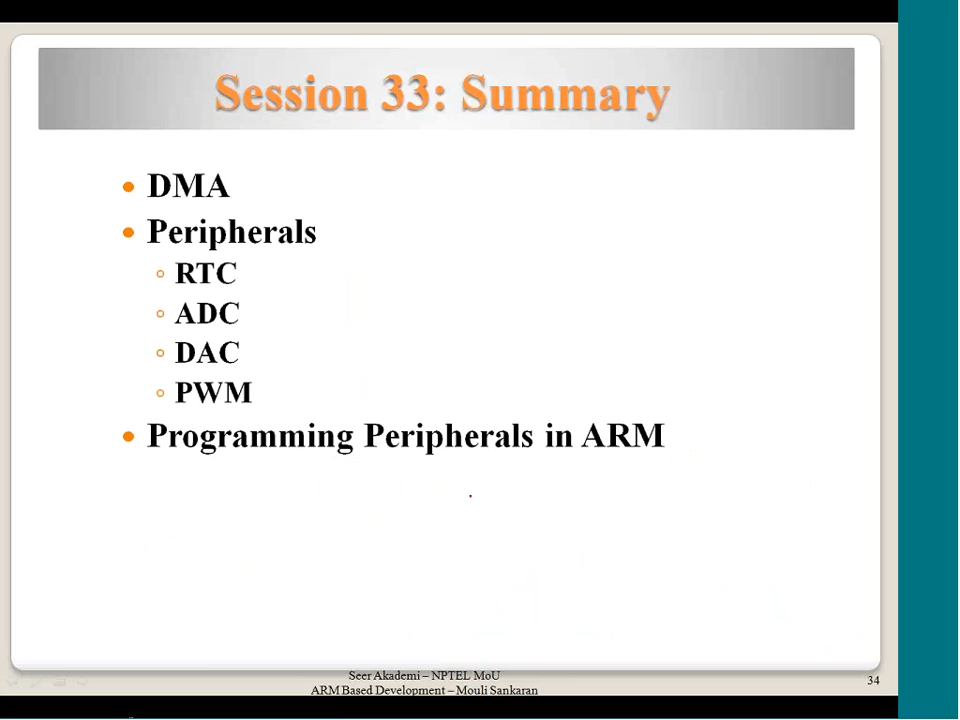 Session 33: Summary
DMA
Peripherals
RTC
ADC
DAC
PWM
Programming Peripherals in ARM
Seer Akademi – NPTEL MoU
ARM Based Development – Mouli Sankaran
34